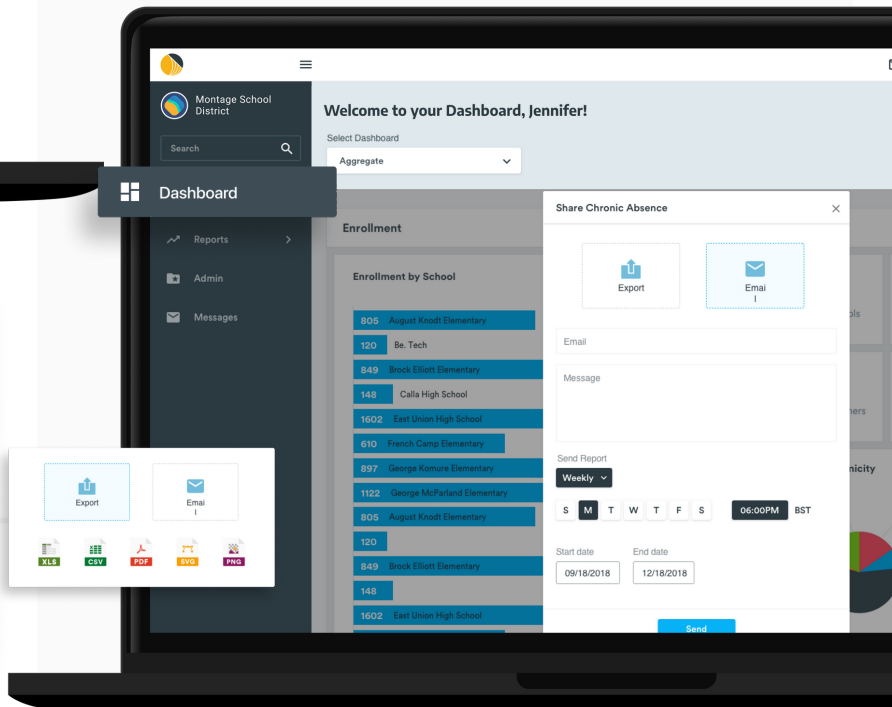 Montage School
District
Search
Dashboard
Reports
Admin
Messages
Welcome to your Dashboard, Jennifer!
Select Dashboard
Aggregate
Enrollment
Enrollment by School
805 August Knodt Elementary
120 Be. Tech
849 Brock Elliott Elementary
148 Calla High School
1602 East Union High School
610 French Camp Elementary
897 George Komure Elementary
1122 George McParland Elementary
805 August Knodt Elementary
120
849 Brock Elliott Elementary
148
1602 East Union High School
Share Chronic Absence
Export
Emai
l
Email
Message
Send Report
Weekly
S M T W T F S 06:00PM BST
Start date End date
09/18/2018 12/18/2018
Send
Export
Emai
l
XLS CSV PDF SVG PNG